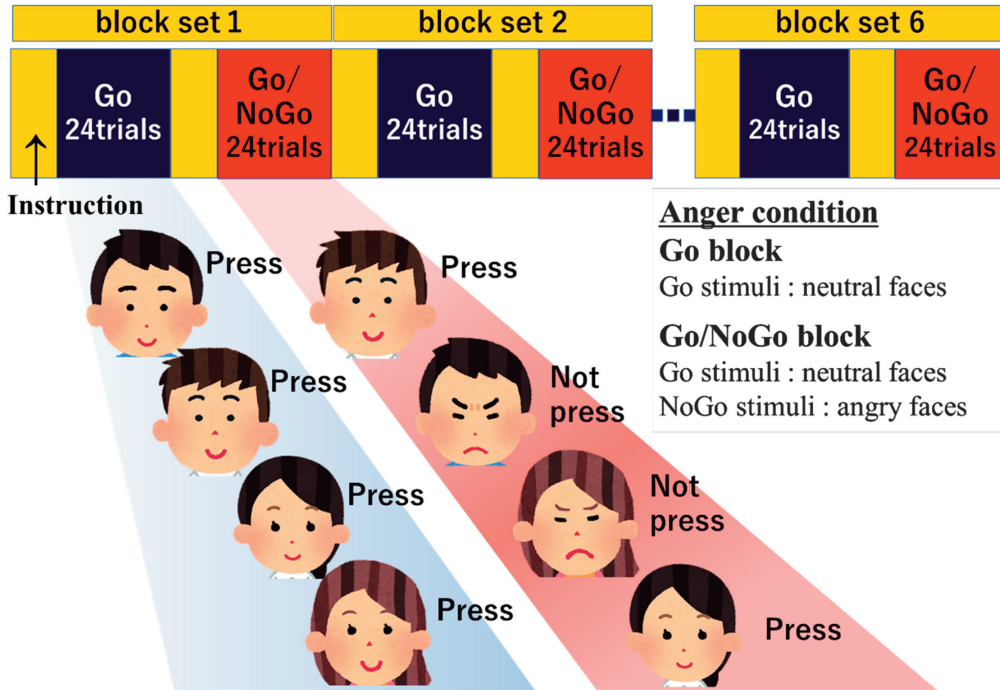 block set 1
block set 2
block set 6
Go
24trials
Go/
NoGo
24trials
Go
24trials
Go/
NoGo
24trials
Go
24trials
Go/
NoGo
24trials
Instruction
Press
Press
Press
Press
Press
Not
press
Not
press
Press
Anger condition
Go block
Go stimuli : neutral faces
Go/NoGo block
Go stimuli : neutral faces
NoGo stimuli : angry faces